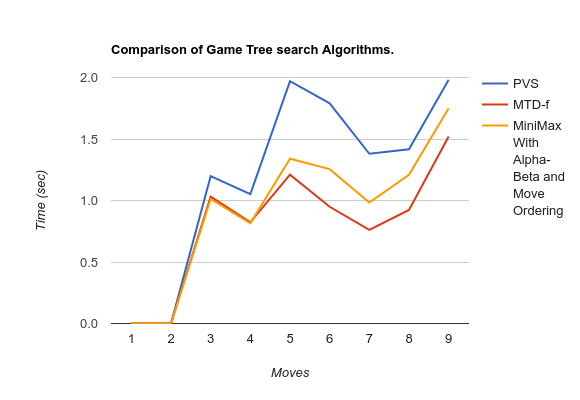 Comparison of Game Tree search Algorithms.
2.0
1.5
1.0
0.5
0.0
Time (sec)
1 2 3 4 5 6 7 8 9
Moves
PVS
MTD-f
MiniMax
With
Alpha-
Beta and
Move
Ordering